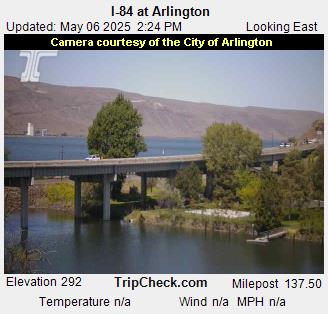 I-84 at Arlington
Updated: May 06 2025 2:24 PM Looking East
Camera courtesy of the City of Arlington
Elevation 292 TripCheck.com Milepost 137.50
Temperature n/a Wind n/a MPH n/a